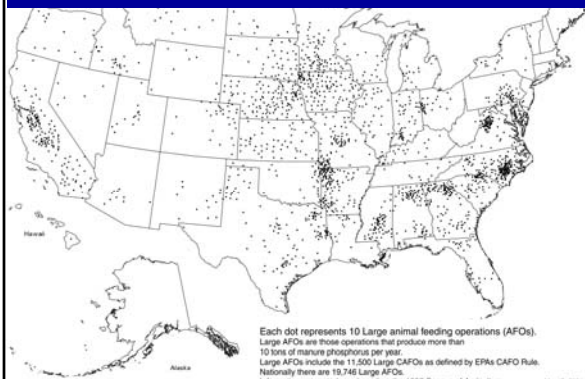 Hawaii
Alaska
Each dot represents 10 Large animal feeding operations (AFOs).
Large AFOs are those operations that produce more than
10 tons of manure phosphorus per year.
Large AFOs include the 11,500 Large CAFOs as defined by EPAs CAFO Rule.
Nationally there are 19,746 Large AFOs.